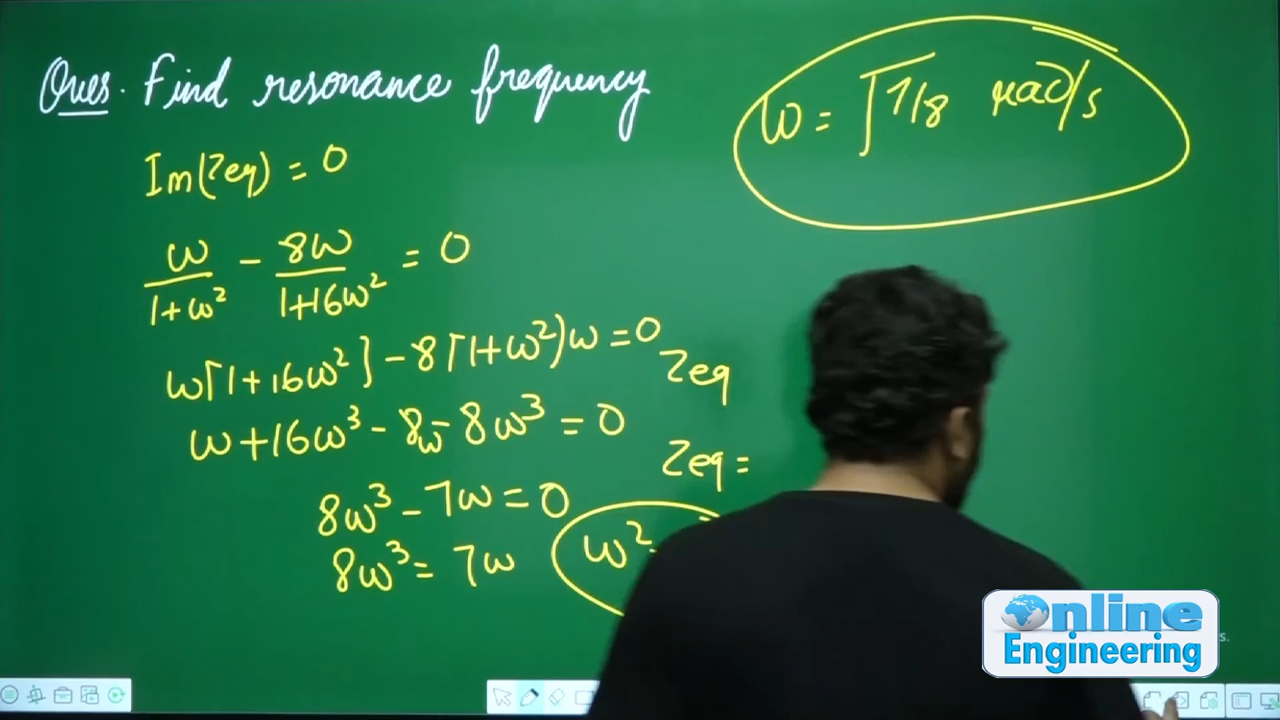 Ques. Find resonance frequency
ω = √7/8 rad/s
Im(Zeq) = 0
ω/1+ω² - 8ω/1+16ω² = 0
ω[1+16ω²] - 8[1+ω²)ω = 0
Zeq
ω + 16ω³ - 8ω - 8ω³ = 0
Zeq =
8ω³ - 7ω = 0
8ω³ = 7ω
ω²
Online
Engineering